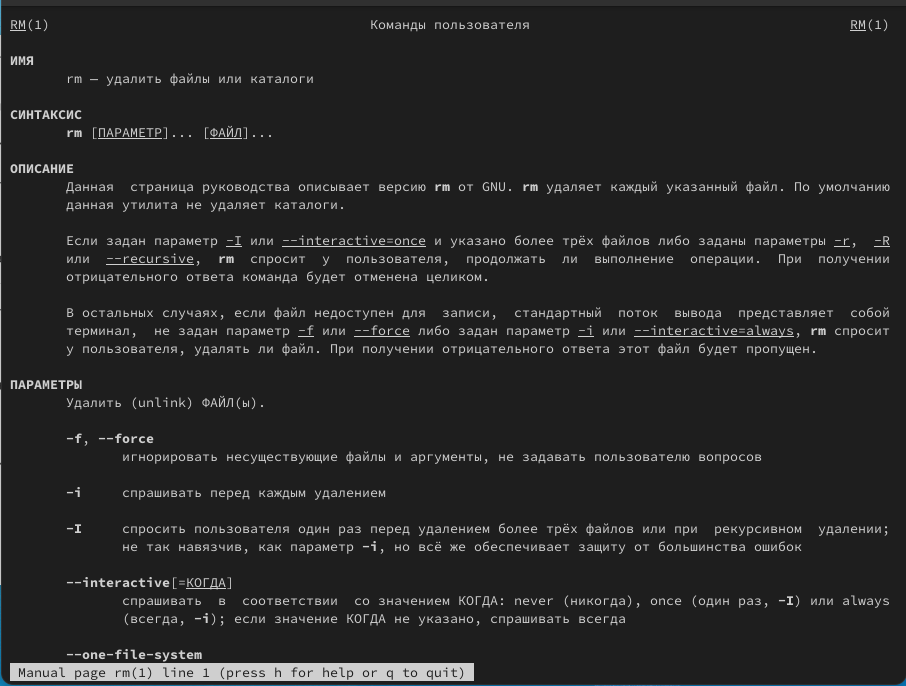 RM(1) Команды пользователя RM(1)
ИМЯ
rm — удалить файлы или каталоги
СИНТАКСИС
rm [ПАРАМЕТР]... [ФАЙЛ]...
ОПИСАНИЕ
Данная страница руководства описывает версию rm от GNU. rm удаляет каждый указанный файл. По умолчанию
данная утилита не удаляет каталоги.
Если задан параметр -I или --interactive=once и указано более трёх файлов либо заданы параметры -r, -R
или --recursive, rm спросит у пользователя, продолжать ли выполнение операции. При получении
отрицательного ответа команда будет отменена целиком.
В остальных случаях, если файл недоступен для записи, стандартный поток вывода представляет собой
терминал, не задан параметр -f или --force либо задан параметр -i или --interactive=always, rm спросит
у пользователя, удалять ли файл. При получении отрицательного ответа этот файл будет пропущен.
ПАРАМЕТРЫ
Удалить (unlink) ФАЙЛ(ы).
-f, --force
игнорировать несуществующие файлы и аргументы, не задавать пользователю вопросов
-i спрашивать перед каждым удалением
-I спросить пользователя один раз перед удалением более трёх файлов или при рекурсивном удалении;
не так навязчив, как параметр -i, но всё же обеспечивает защиту от большинства ошибок
--interactive[=КОГДА]
спрашивать в соответствии со значением КОГДА: never (никогда), once (один раз, -I) или always
(всегда, -i); если значение КОГДА не указано, спрашивать всегда
--one-file-system
Manual page rm(1) line 1 (press h for help or q to quit)